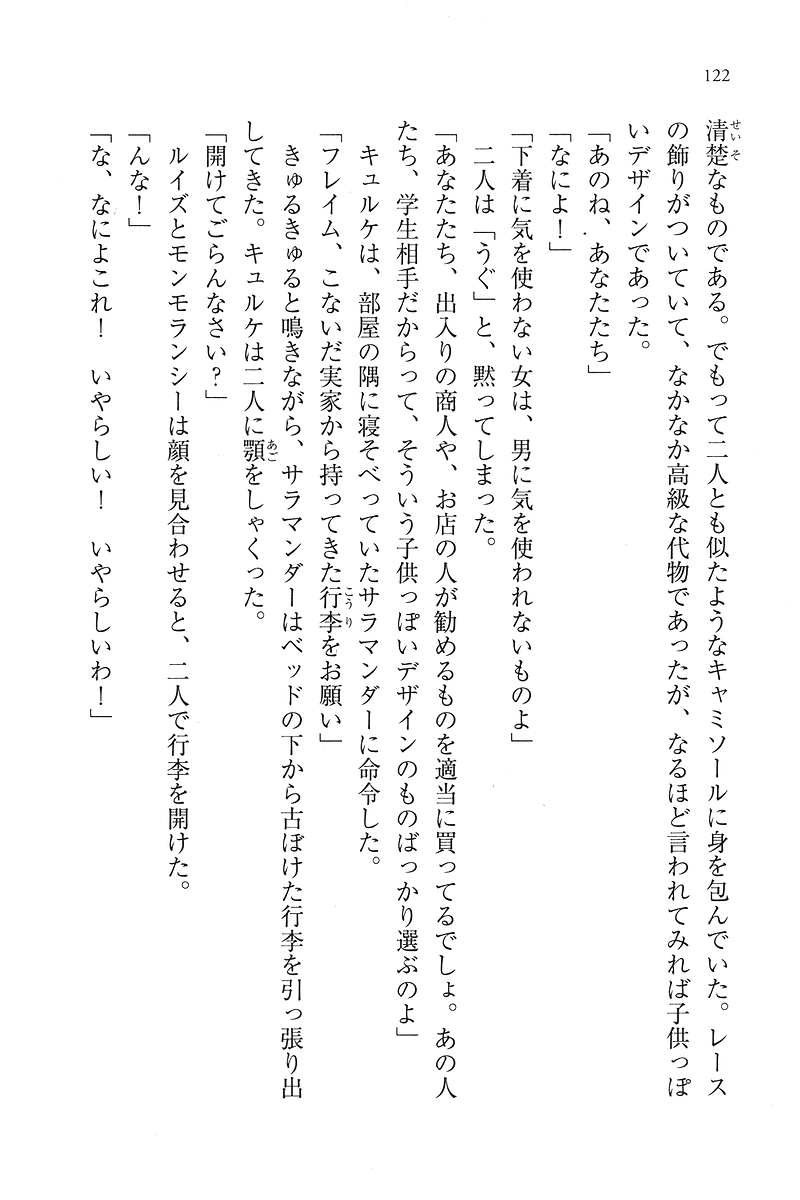 122
清楚なものである。でもって二人とも似たようなキャミソールに身を包んでいた。レース
の飾りがついていて、なかなか高級な代物であったが、なるほど言われてみれば子供っぽ
いデザインであった。
「あのね、あなたたち」
「なによ!」
「下着に気を使わない女は、男に気を使われないものよ」
二人は「うぐ」と、黙ってしまった。
「あなたたち、出入りの商人や、お店の人が勧めるものを適当に買ってるでしょ。あの人
たち、学生相手だからって、そういう子供っぽいデザインのものばっかり選ぶのよ」
キュルケは、部屋の隅に寝そべっていたサラマンダーに命令した。
「フレイム、こないだ実家から持ってきた行李をお願い」
きゅるきゅると鳴きながら、サラマンダーはベッドの下から古ぼけた行李を引っ張り出
してきた。キュルケは二人に顎をしゃくった。
「開けてごらんなさい?」
ルイズとモンモランシーは顔を見合わせると、二人で行李を開けた。
「んな!」
「な、なによこれ! いやらしい! いやらしいわ!」